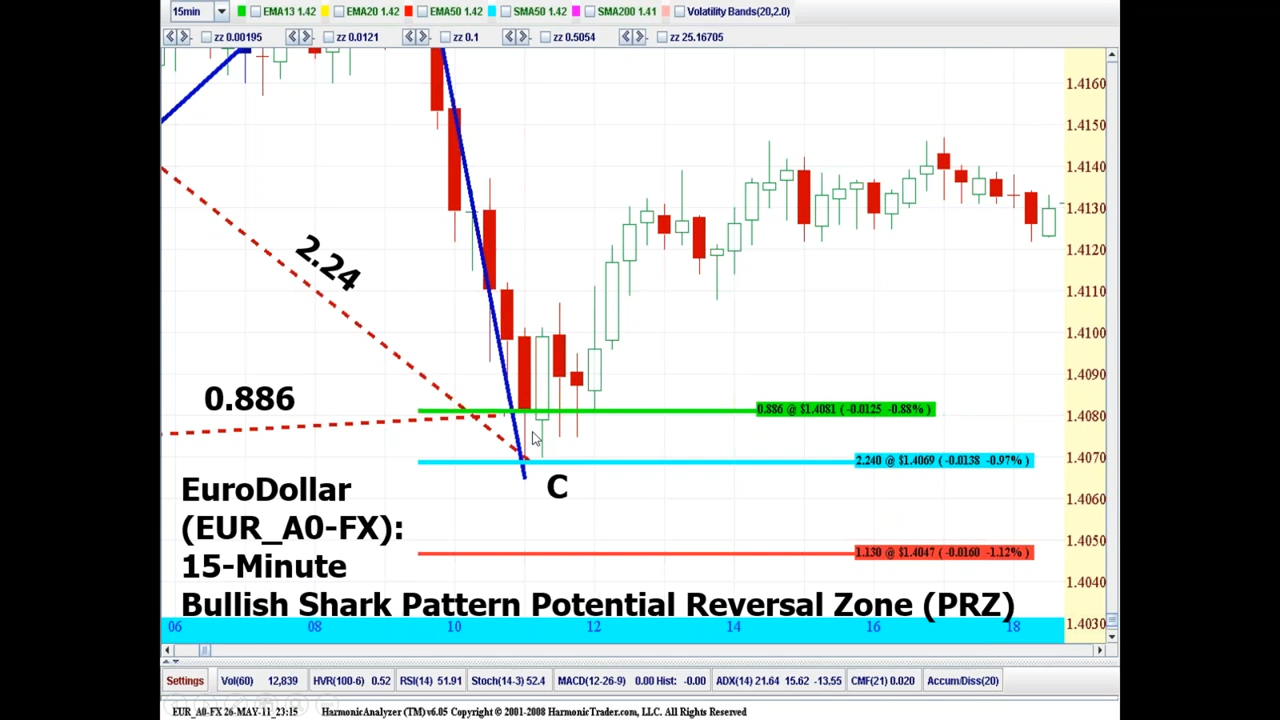 15min EMA13 1.42 EMA20 1.42 EMA50 1.42 SMA50 1.42 SMA200 1.41 Volatility Bands(20,2.0)
zz 0.00195 zz 0.0121 zz 0.1 zz 0.5054 zz 25.16705
1.4160
1.4150
1.4140
1.4130
1.4120
1.4110
1.4100
1.4090
1.4080
1.4070
1.4060
1.4050
1.4040
1.4030
2.24
0.886
0.886 @ $1.4081 ( -0.0125 -0.88% )
2.240 @ $1.4069 ( -0.0138 -0.97% )
C
1.130 @ $1.4047 ( -0.0160 -1.12% )
EuroDollar
(EUR_A0-FX):
15-Minute
Bullish Shark Pattern Potential Reversal Zone (PRZ)
06 08 10 12 14 16 18
Settings Vol(60) 12,839 HVR(100-6) 0.52 RSI(14) 51.91 Stoch(14-3) 52.4 MACD(12-26-9) 0.00 Hist: -0.00 ADX(14) 21.64 15.62 -13.55 CMF(21) 0.020 Accum/Diss(20)
EUR_A0-FX 26-MAY-11_23:15 HarmonicAnalyzer (TM) v6.05 Copyright © 2001-2008 HarmonicTrader.com, LLC. All Rights Reserved